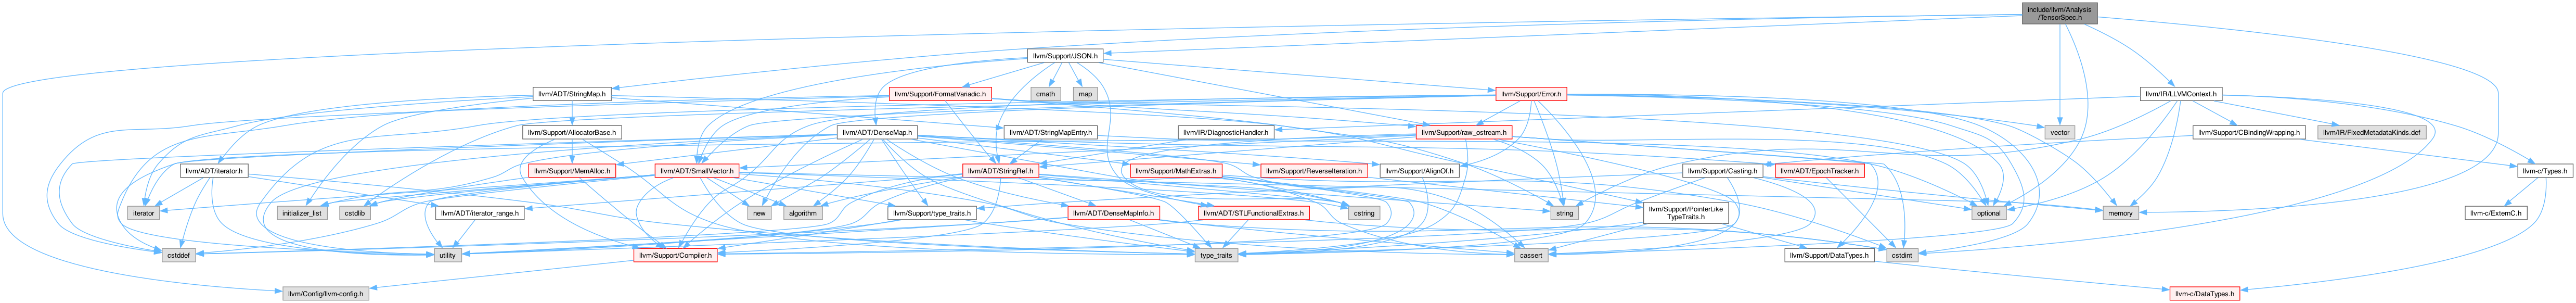 include/llvm/Analysis
/TensorSpec.h
llvm/Support/JSON.h
llvm/ADT/StringMap.h
llvm/Support/FormatVariadic.h
cmath
map
llvm/Support/Error.h
llvm/IR/LLVMContext.h
llvm/Support/AllocatorBase.h
llvm/ADT/DenseMap.h
llvm/ADT/StringMapEntry.h
llvm/IR/DiagnosticHandler.h
llvm/Support/raw_ostream.h
vector
llvm/Support/CBindingWrapping.h
llvm/IR/FixedMetadataKinds.def
llvm/ADT/iterator.h
llvm/Support/MemAlloc.h
llvm/ADT/SmallVector.h
llvm/ADT/StringRef.h
llvm/Support/MathExtras.h
llvm/Support/ReverseIteration.h
llvm/Support/AlignOf.h
llvm/ADT/EpochTracker.h
llvm/Support/Casting.h
llvm-c/Types.h
iterator
initializer_list
cstdlib
llvm/ADT/iterator_range.h
new
algorithm
llvm/Support/type_traits.h
llvm/ADT/DenseMapInfo.h
llvm/ADT/STLFunctionalExtras.h
cstring
string
llvm/Support/PointerLike
TypeTraits.h
optional
memory
llvm-c/ExternC.h
cstddef
utility
llvm/Support/Compiler.h
type_traits
cassert
llvm/Support/DataTypes.h
cstdint
llvm/Config/llvm-config.h
llvm-c/DataTypes.h